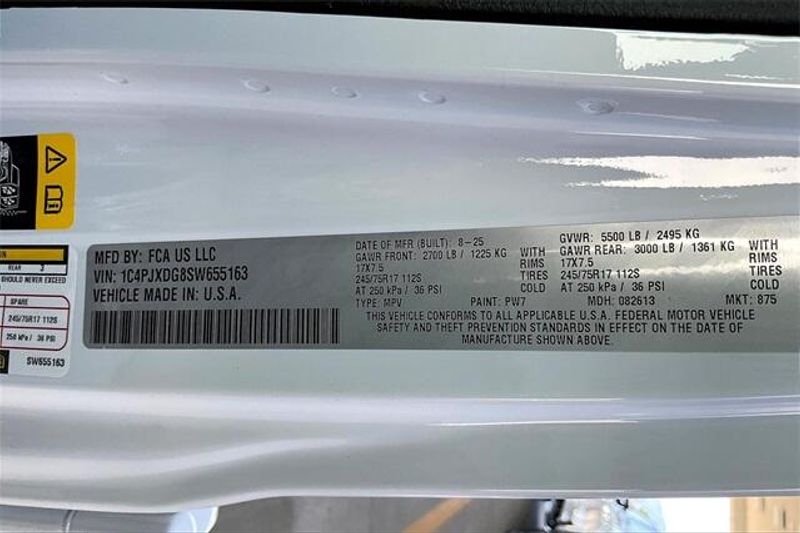 MFD BY: FCA US LLC
VIN: 1C4PJXDG8SW655163
VEHICLE MADE IN: U.S.A.
DATE OF MFR (BUILT): 8-25
GAWR FRONT: 2700 LB / 1225 KG WITH
17X7.5 RIMS
245/75R17 112S TIRES
AT 250 kPa / 36 PSI COLD
GVWR: 5500 LB / 2495 KG
GAWR REAR: 3000 LB / 1361 KG WITH
17X7.5 RIMS
245/75R17 112S TIRES
AT 250 kPa / 36 PSI COLD
TYPE: MPV PAINT: PW7 MDH: 082613 MKT: 875
THIS VEHICLE CONFORMS TO ALL APPLICABLE U.S.A. FEDERAL MOTOR VEHICLE
SAFETY AND THEFT PREVENTION STANDARDS IN EFFECT ON THE DATE OF
MANUFACTURE SHOWN ABOVE.
REAR 3
SHOULD NEVER EXCEED
SPARE
245/75R17 112S
250 kPa / 36 PSI
SW655163